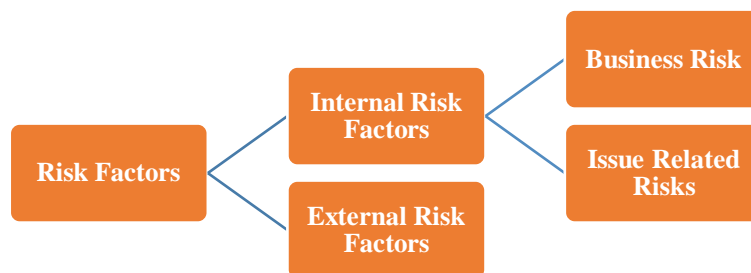 Risk Factors
Internal Risk
Factors
External Risk
Factors
Business Risk
Issue Related
Risks